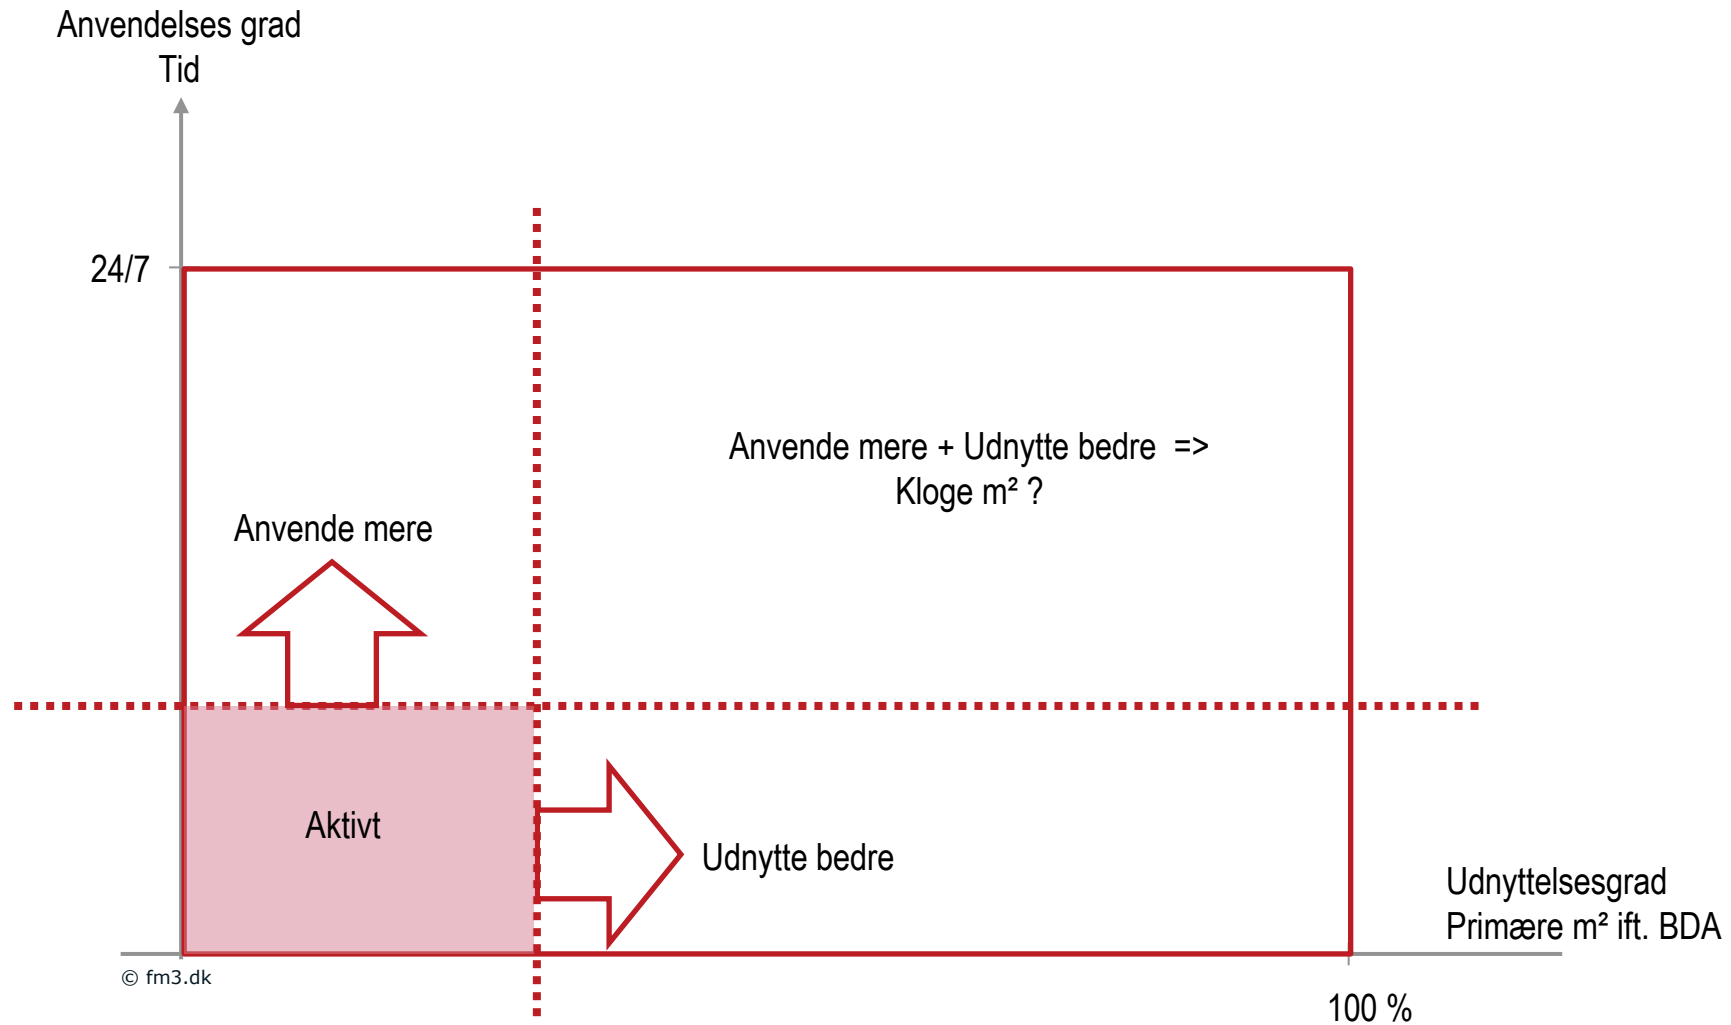 Anvendelses grad
Tid
24/7
Anvende mere + Udnytte bedre =>
Kloge m² ?
Anvende mere
Aktivt
Udnytte bedre
Udnyttelsesgrad
Primære m² ift. BDA
© fm3.dk
100 %